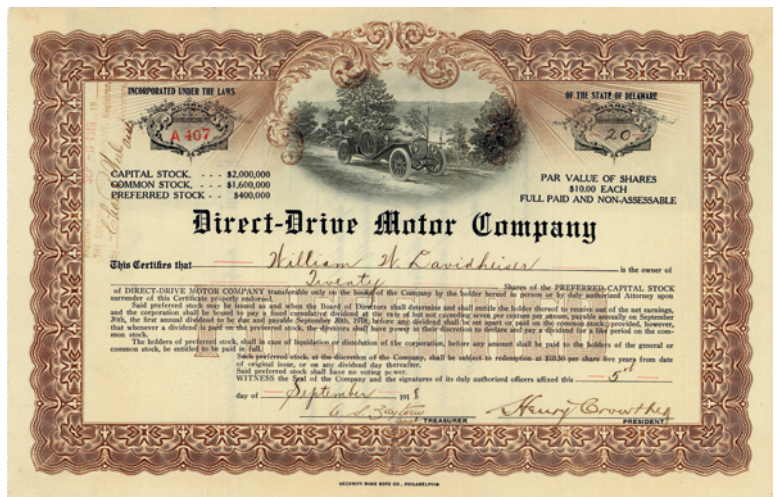 INCORPORATED UNDER THE LAWS
OF THE STATE OF DELAWARE
NUMBER
A 407
SHARES
20
CAPITAL STOCK, - - - $2,000,000
COMMON STOCK, - - - $1,600,000
PREFERRED STOCK - - $400,000
PAR VALUE OF SHARES
$10.00 EACH
FULL PAID AND NON-ASSESSABLE
Direct-Drive Motor Company
This Certifies that William W. Davidheiser is the owner of
Twenty Shares of the PREFERRED CAPITAL STOCK
of DIRECT-DRIVE MOTOR COMPANY transferable only on the books of the Company by the holder hereof in person or by duly authorized Attorney upon
surrender of this Certificate properly endorsed.
Said preferred stock may be issued as and when the Board of Directors shall determine and shall entitle the holder thereof to receive out of the net earnings,
and the corporation shall be bound to pay a fixed cumulative dividend at the rate of but not exceeding seven per centum per annum, payable annually on September
30th, the first annual dividend to be due and payable September 30th, 1918, before any dividend shall be set apart or paid on the common stock; provided, however,
that whenever a dividend is paid on the preferred stock, the directors shall have power in their discretion to declare and pay a dividend for a like period on the com-
mon stock.
The holders of preferred stock, shall in case of liquidation or dissolution of the corporation, before any amount shall be paid to the holders of the general or
common stock, be entitled to be paid in full.
Such preferred stock, at the discretion of the Company, shall be subject to redemption at $10.50 per share five years from date
of original issue, or on any dividend day thereafter.
Said preferred stock shall have no voting power.
WITNESS the Seal of the Company and the signatures of its duly authorized officers affixed this 5th
day of September 1918
TREASURER
Henry Crowther
PRESIDENT
SECURITY BANK NOTE CO., PHILADELPHIA